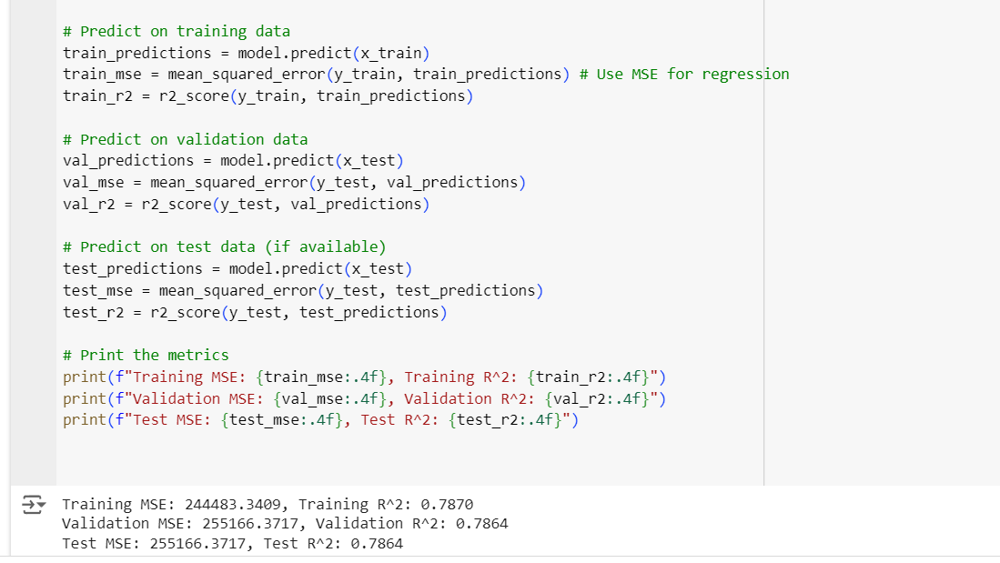 # Predict on training data
train_predictions = model.predict(x_train)
train_mse = mean_squared_error(y_train, train_predictions) # Use MSE for regression
train_r2 = r2_score(y_train, train_predictions)
# Predict on validation data
val_predictions = model.predict(x_test)
val_mse = mean_squared_error(y_test, val_predictions)
val_r2 = r2_score(y_test, val_predictions)
# Predict on test data (if available)
test_predictions = model.predict(x_test)
test_mse = mean_squared_error(y_test, test_predictions)
test_r2 = r2_score(y_test, test_predictions)
# Print the metrics
print(f"Training MSE: {train_mse:.4f}, Training R^2: {train_r2:.4f}")
print(f"Validation MSE: {val_mse:.4f}, Validation R^2: {val_r2:.4f}")
print(f"Test MSE: {test_mse:.4f}, Test R^2: {test_r2:.4f}")
Training MSE: 244483.3409, Training R^2: 0.7870
Validation MSE: 255166.3717, Validation R^2: 0.7864
Test MSE: 255166.3717, Test R^2: 0.7864